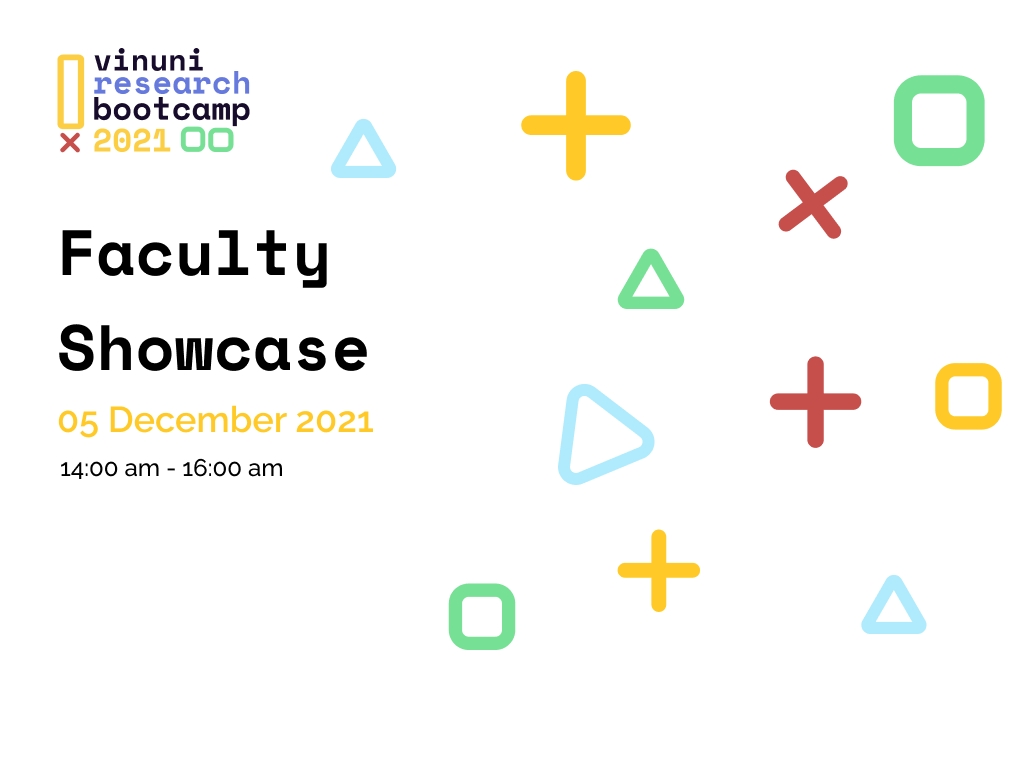 vinuni
research
bootcamp
2021
Faculty
Showcase
05 December 2021
14:00 am - 16:00 am